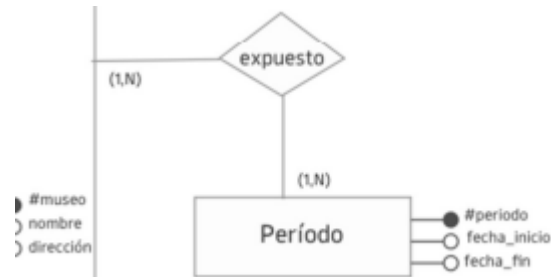 expuesto
(1,N)
(1,N)
#museo
nombre
dirección
Período
#periodo
fecha_inicio
fecha_fin